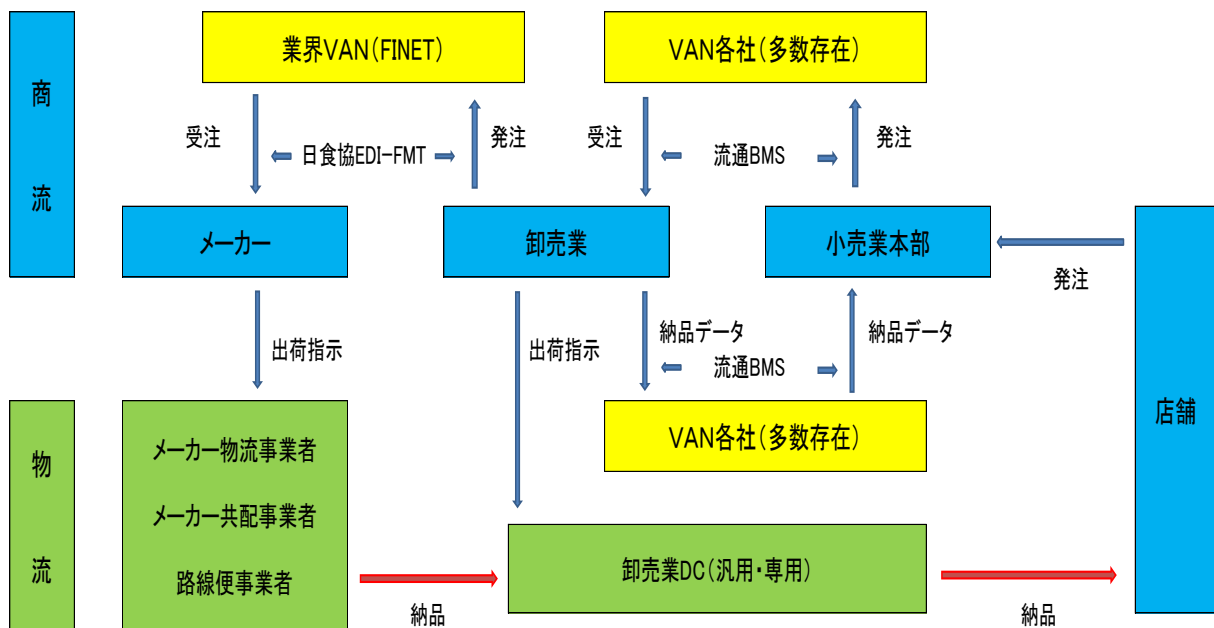 商
流
業界VAN(FINET)
VAN各社(多数存在)
受注
日食協EDI-FMT
発注
受注
流通BMS
発注
メーカー
卸売業
小売業本部
発注
出荷指示
出荷指示
納品データ
流通BMS
納品データ
店舗
物
流
メーカー物流事業者
メーカー共配事業者
路線便事業者
VAN各社(多数存在)
卸売業DC(汎用・専用)
納品
納品